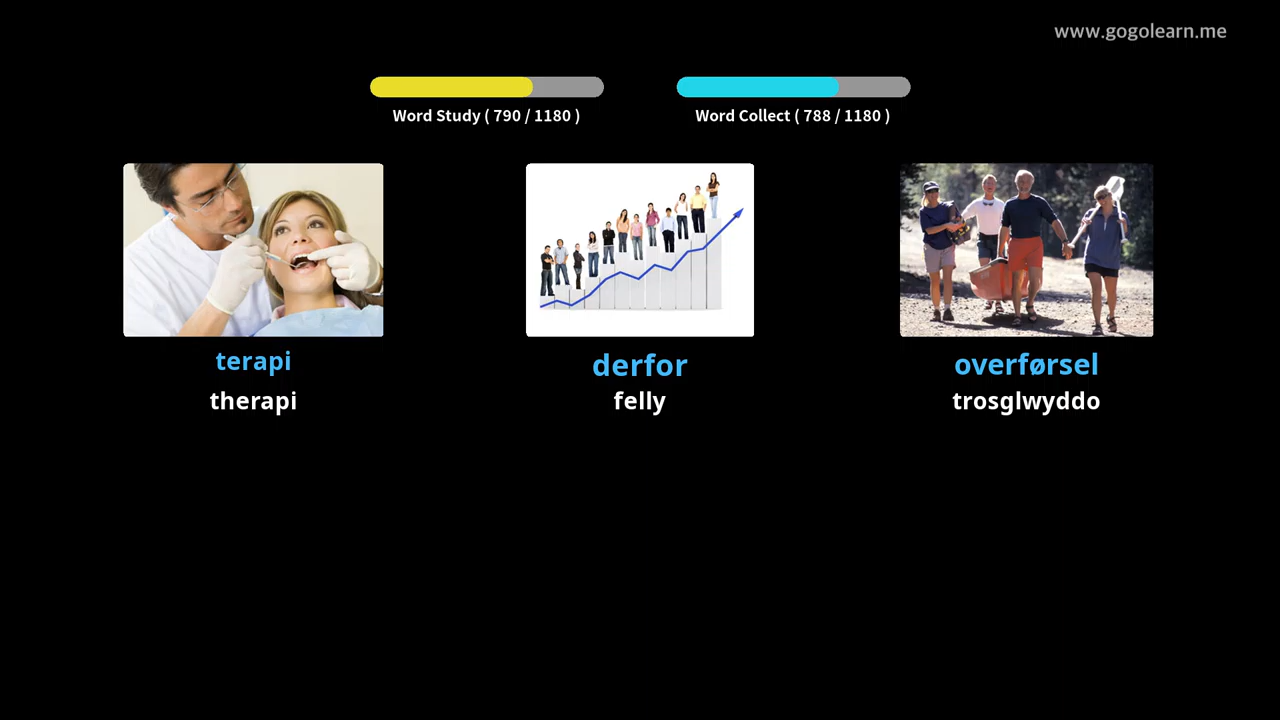 www.gogolearn.me
Word Study ( 790 / 1180 )
Word Collect ( 788 / 1180 )
terapi
therapi
derfor
felly
overførsel
trosglwyddo